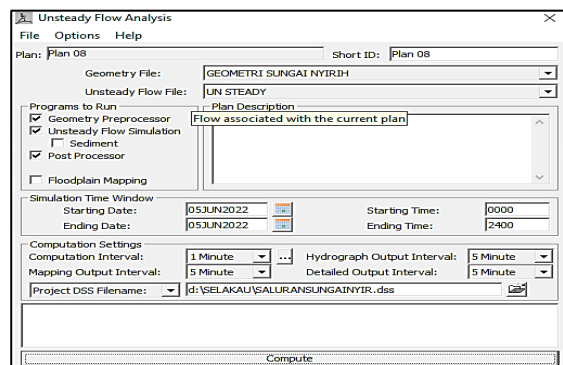 Unsteady Flow Analysis
File Options Help
Plan: Plan 08 Short ID: Plan 08
Geometry File: GEOMETRI SUNGAI NYIRIH
Unsteady Flow File: UN STEADY
Programs to Run Plan Description
Geometry Preprocessor Flow associated with the current plan
Unsteady Flow Simulation
Sediment
Post Processor
Floodplain Mapping
Simulation Time Window
Starting Date: 05JUN2022 Starting Time: 0000
Ending Date: 05JUN2022 Ending Time: 2400
Computation Settings
Computation Interval: 1 Minute ... Hydrograph Output Interval: 5 Minute
Mapping Output Interval: 5 Minute Detailed Output Interval: 5 Minute
Project DSS Filename: d:\SELAKAU\SALURANSUNGAINYIR.dss
Compute